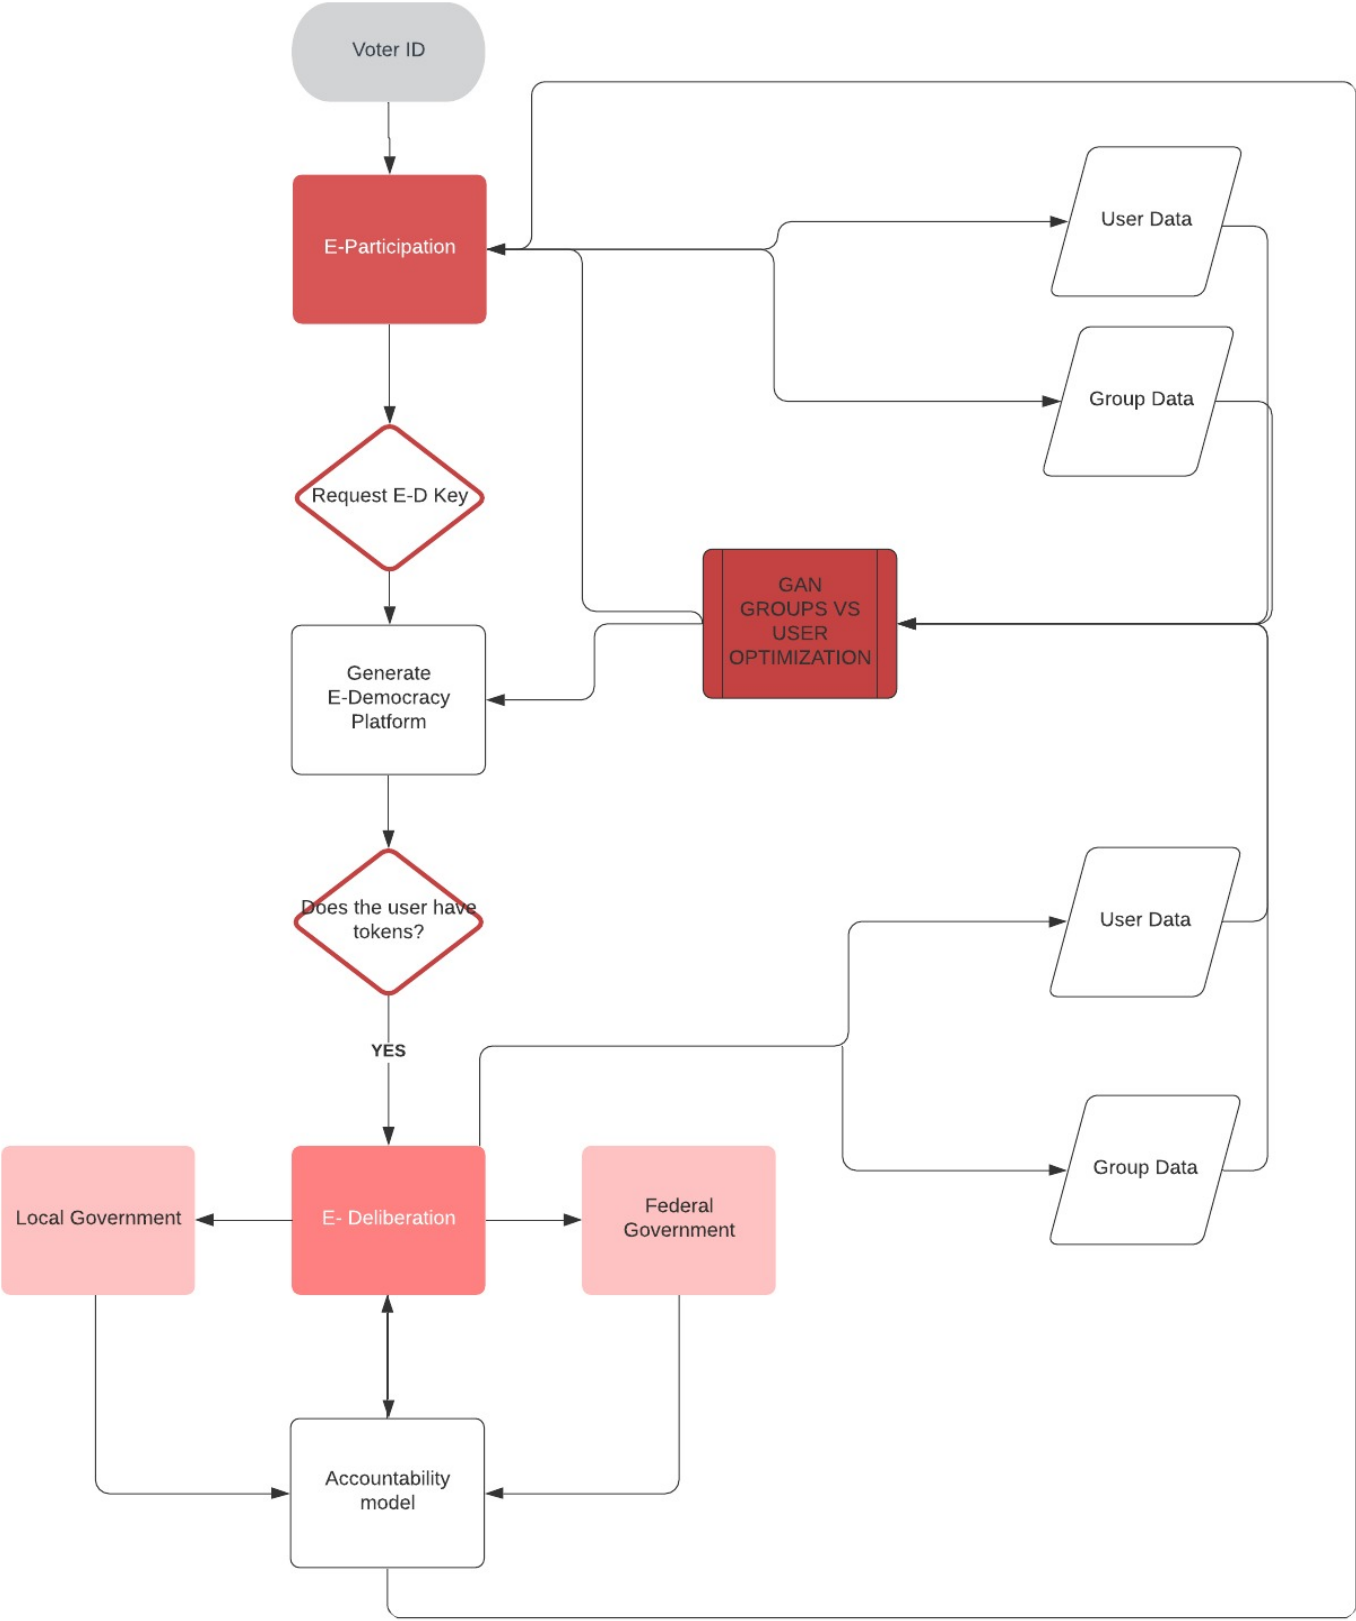 Voter ID
E-Participation
User Data
Group Data
Request E-D Key
GAN
GROUPS VS
USER
OPTIMIZATION
Generate
E-Democracy
Platform
Does the user have
tokens?
User Data
YES
Group Data
Local Government
E- Deliberation
Federal
Government
Accountability
model